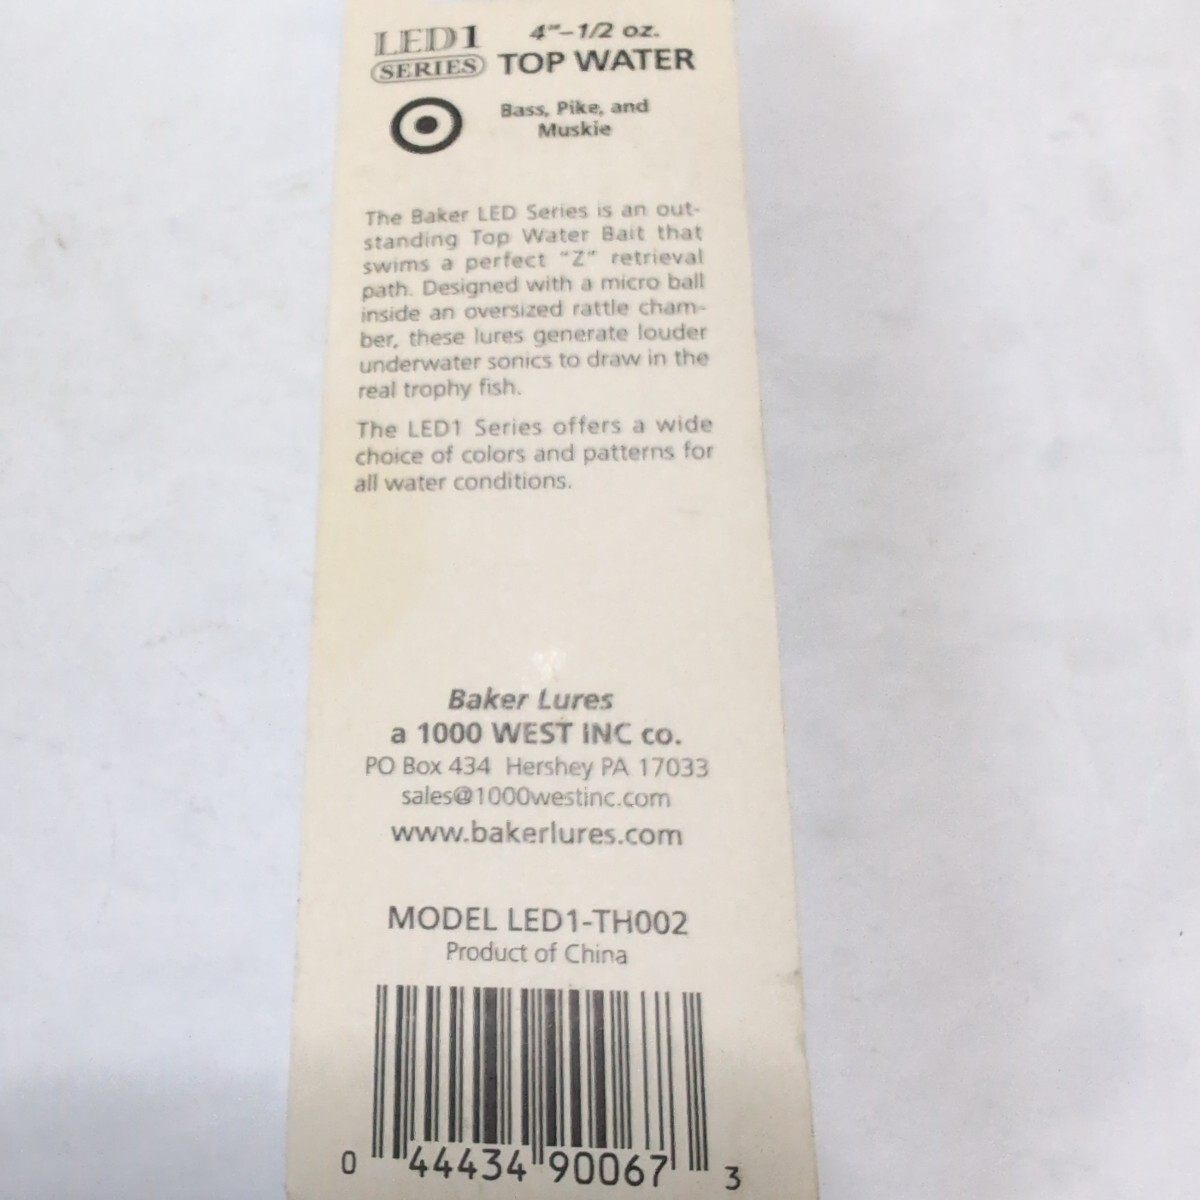 LED1
SERIES
4"–1/2 oz.
TOP WATER
Bass, Pike, and
Muskie
The Baker LED Series is an out-
standing Top Water Bait that
swims a perfect "Z" retrieval
path. Designed with a micro ball
inside an oversized rattle cham-
ber, these lures generate louder
underwater sonics to draw in the
real trophy fish.
The LED1 Series offers a wide
choice of colors and patterns for
all water conditions.
Baker Lures
a 1000 WEST INC co.
PO Box 434 Hershey PA 17033
sales@1000westinc.com
www.bakerlures.com
MODEL LED1-TH002
Product of China
0 44434 90067 3